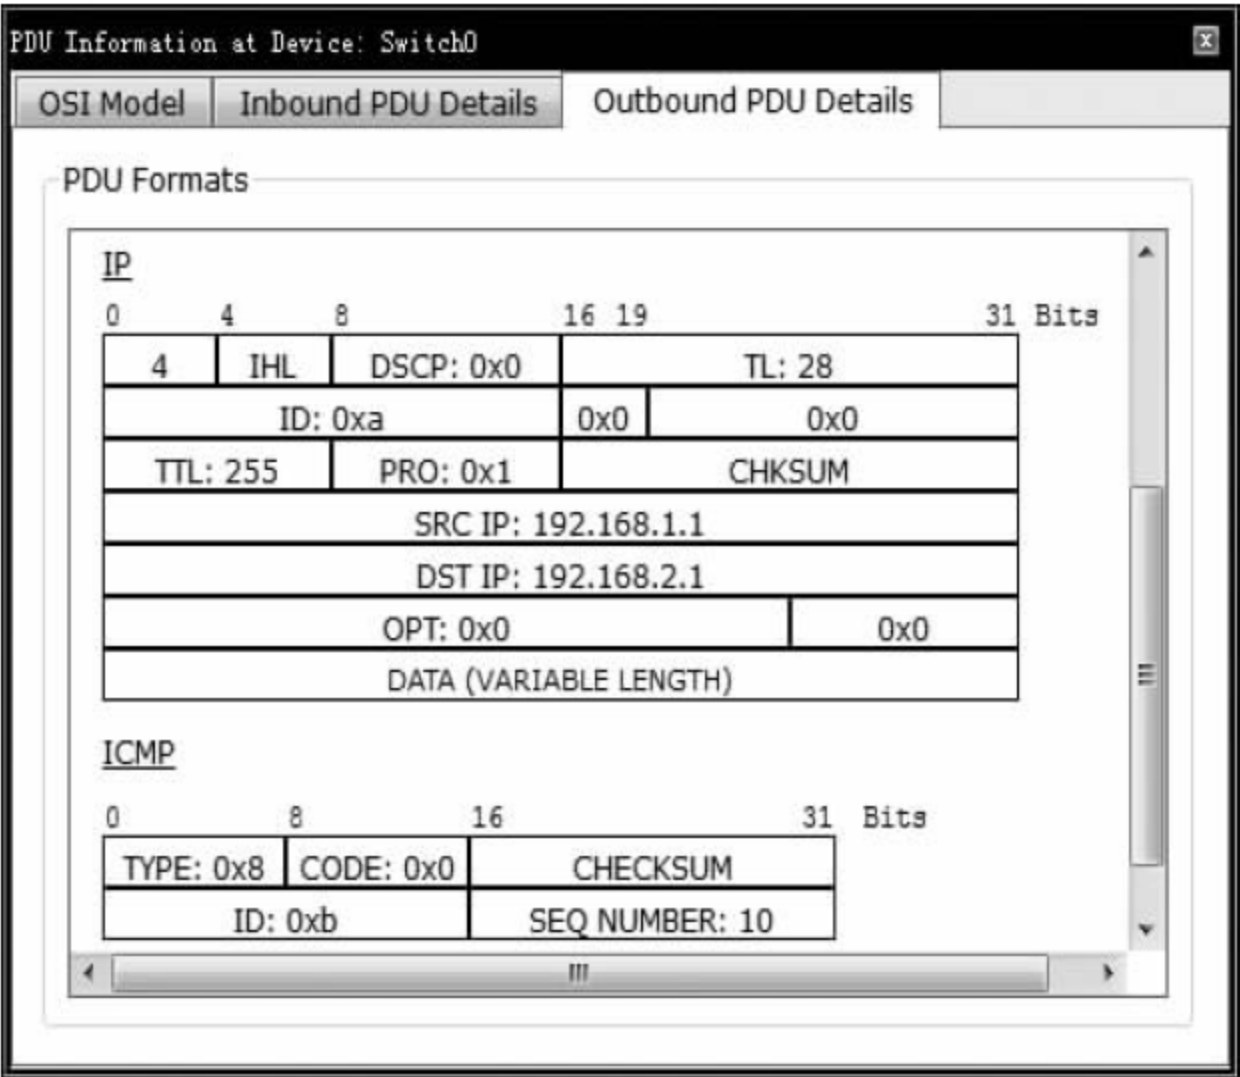 PDU Information at Device: Switch0
OSI Model Inbound PDU Details Outbound PDU Details
PDU Formats
IP
0 4 8 16 19 31 Bits
4 IHL DSCP: 0x0 TL: 28
ID: 0xa 0x0 0x0
TTL: 255 PRO: 0x1 CHKSUM
SRC IP: 192.168.1.1
DST IP: 192.168.2.1
OPT: 0x0 0x0
DATA (VARIABLE LENGTH)
ICMP
0 8 16 31 Bits
TYPE: 0x8 CODE: 0x0 CHECKSUM
ID: 0xb SEQ NUMBER: 10